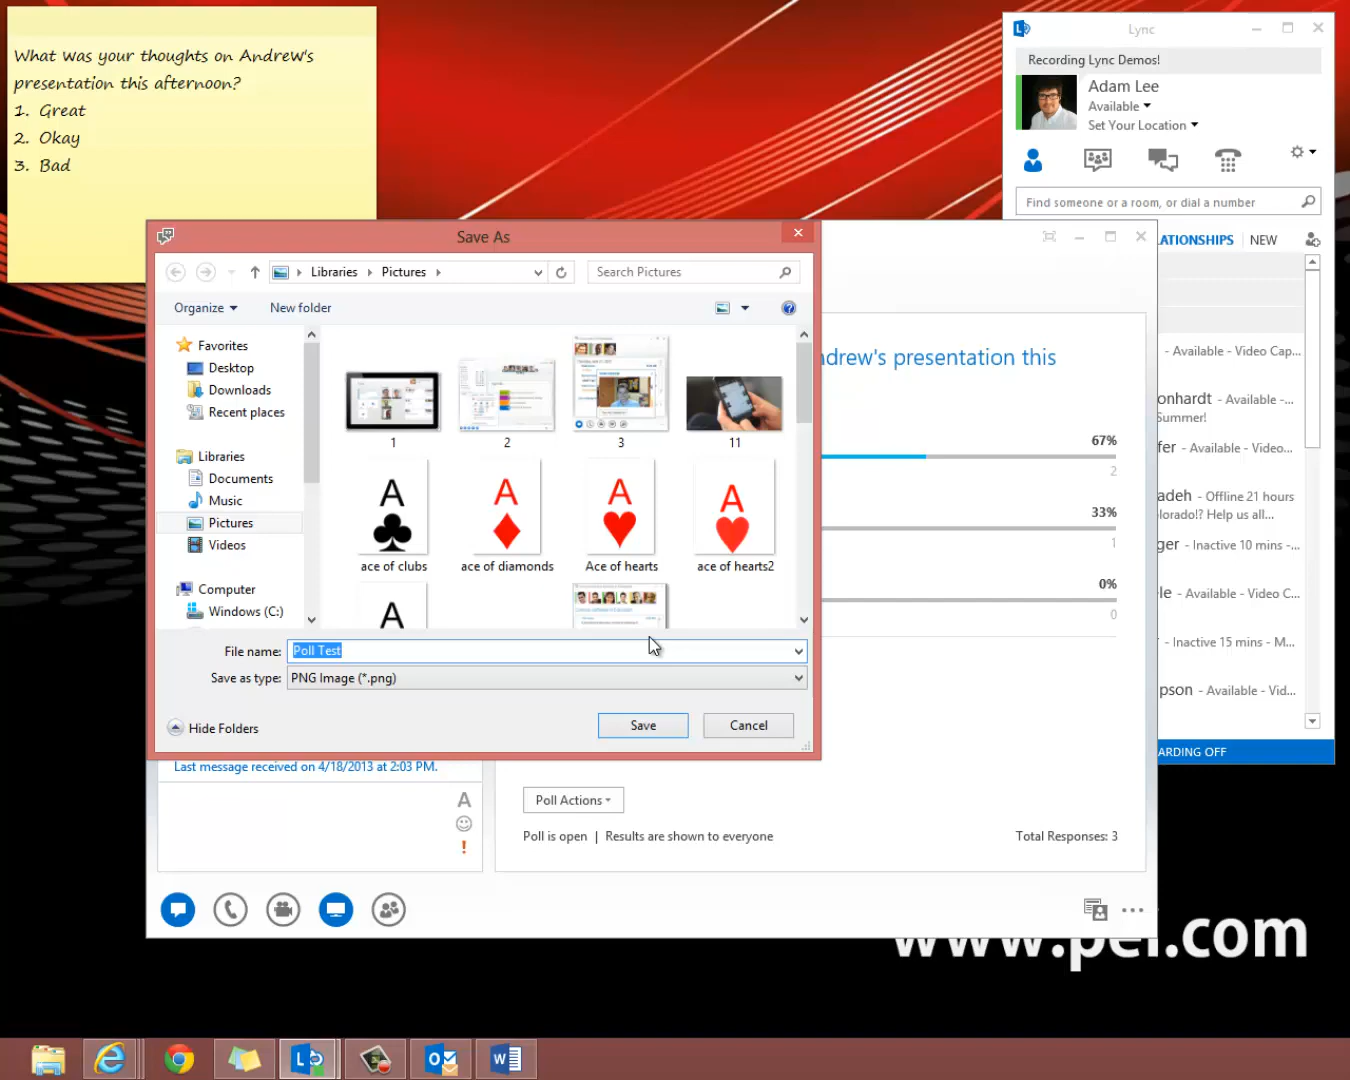 What was your thoughts on Andrew's
presentation this afternoon?
1. Great
2. Okay
3. Bad
Lync
Recording Lync Demos!
Adam Lee
Available
Set Your Location
Find someone or a room, or dial a number
ATIONSHIPS
NEW
- Available - Video Cap...
onhardt - Available -...
Summer!
fer - Available - Video...
adeh - Offline 21 hours
olorado!? Help us all...
ger - Inactive 10 mins -...
le - Available - Video C...
- Inactive 15 mins - M...
pson - Available - Vid...
ARDING OFF
Save As
Libraries
Pictures
Search Pictures
Organize
New folder
Favorites
Desktop
Downloads
Recent places
Libraries
Documents
Music
Pictures
Videos
Computer
Windows (C:)
1
2
3
11
A
A
A
A
ace of clubs
ace of diamonds
Ace of hearts
ace of hearts2
A
File name:
Poll Test
Save as type:
PNG Image (*.png)
Hide Folders
Save
Cancel
ndrew's presentation this
67%
2
33%
1
0%
0
Last message received on 4/18/2013 at 2:03 PM.
A
!
Poll Actions
Poll is open | Results are shown to everyone
Total Responses: 3
www.pei.com